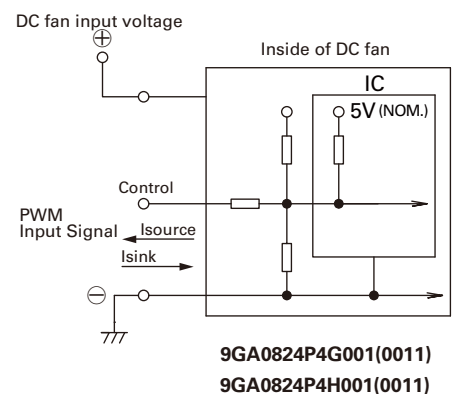 DC fan input voltage
⊕
Inside of DC fan
IC
5V (NOM.)
Control
PWM
Input Signal
Isource
Isink
⊖
9GA0824P4G001(0011)
9GA0824P4H001(0011)